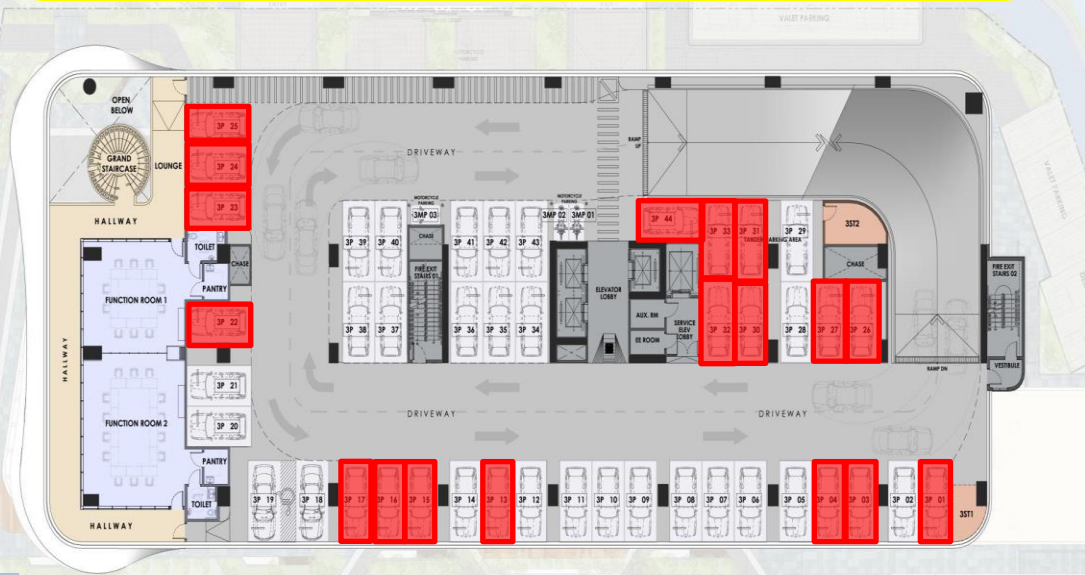 VALET PARKING
VALET PARKING
OPEN
BELOW
GRAND
STAIRCASE
LOUNGE
3P 25
3P 24
3P 23
HALLWAY
TOILET
CHASE
PANTRY
FUNCTION ROOM 1
3P 22
HALLWAY
3P 21
3P 20
FUNCTION ROOM 2
PANTRY
TOILET
HALLWAY
DRIVEWAY
RAMP
UP
MOTORCYCLE
PARKING
3MP 03
MOTORCYCLE
PARKING
3MP 02
3MP 01
3P 39
3P 40
CHASE
3P 41
3P 42
3P 43
FIRE EXIT
STAIRS 01
3P 38
3P 37
3P 36
3P 35
3P 34
ELEVATOR
LOBBY
AUX. RM
EE ROOM
SERVICE
ELEV
LOBBY
3P 44
3P 33
3P 31
TANDEM PARKING AREA
3P 29
3ST2
CHASE
3P 32
3P 30
3P 28
3P 27
3P 26
FIRE EXIT
STAIRS 02
VESTIBULE
RAMP DN
DRIVEWAY
DRIVEWAY
3P 19
3P 18
3P 17
3P 16
3P 15
3P 14
3P 13
3P 12
3P 11
3P 10
3P 09
3P 08
3P 07
3P 06
3P 05
3P 04
3P 03
3P 02
3P 01
3ST1